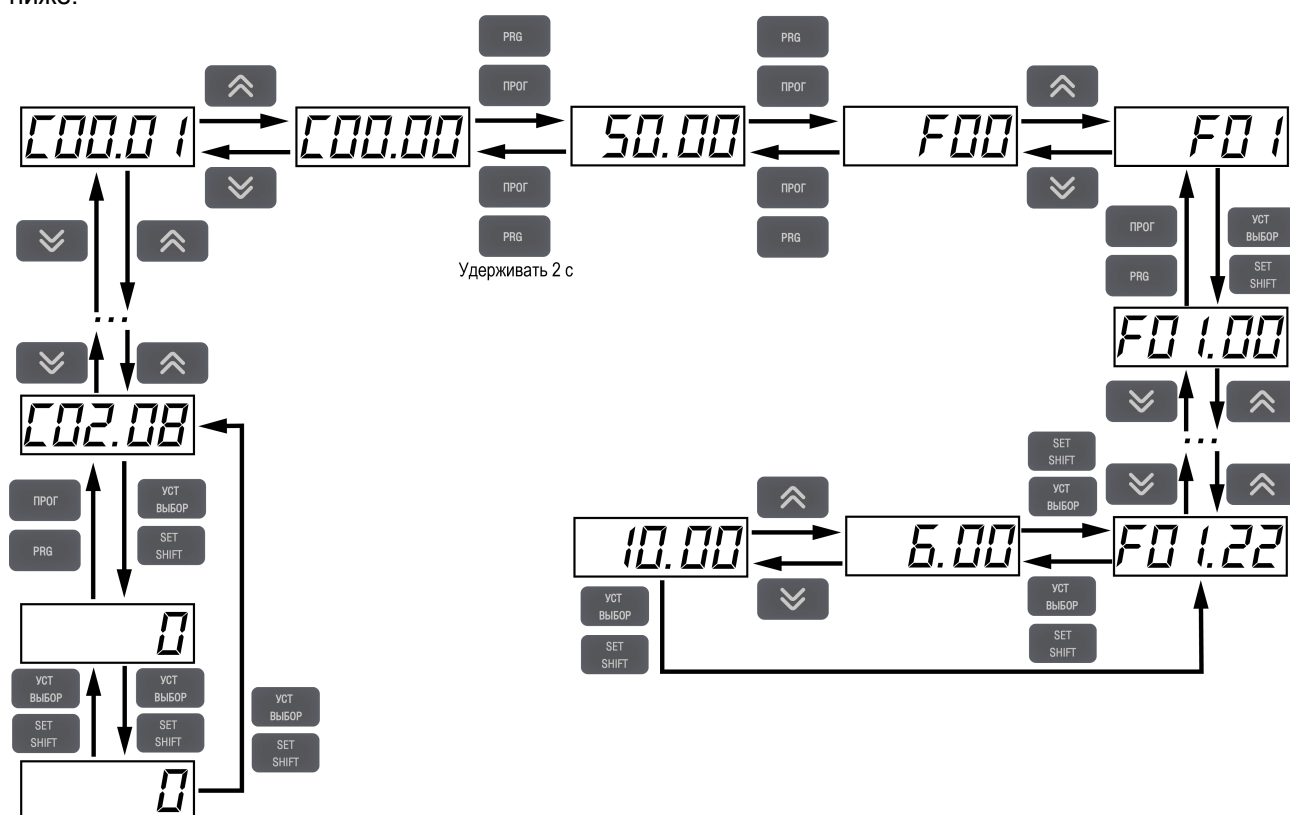 ниже.
PRG
PRG
ПРОГ
ПРОГ
C00.01
C00.00
50.00
F00
F01
ПРОГ
ПРОГ
PRG
PRG
Удерживать 2 с
ПРОГ
PRG
УСТ
ВЫБОР
SET
SHIFT
...
F01.00
C02.08
...
ПРОГ
PRG
УСТ
ВЫБОР
SET
SHIFT
SET
SHIFT
УСТ
ВЫБОР
10.00
6.00
F01.22
УСТ
ВЫБОР
SET
SHIFT
УСТ
ВЫБОР
SET
SHIFT
0
УСТ
ВЫБОР
SET
SHIFT
УСТ
ВЫБОР
SET
SHIFT
УСТ
ВЫБОР
SET
SHIFT
0